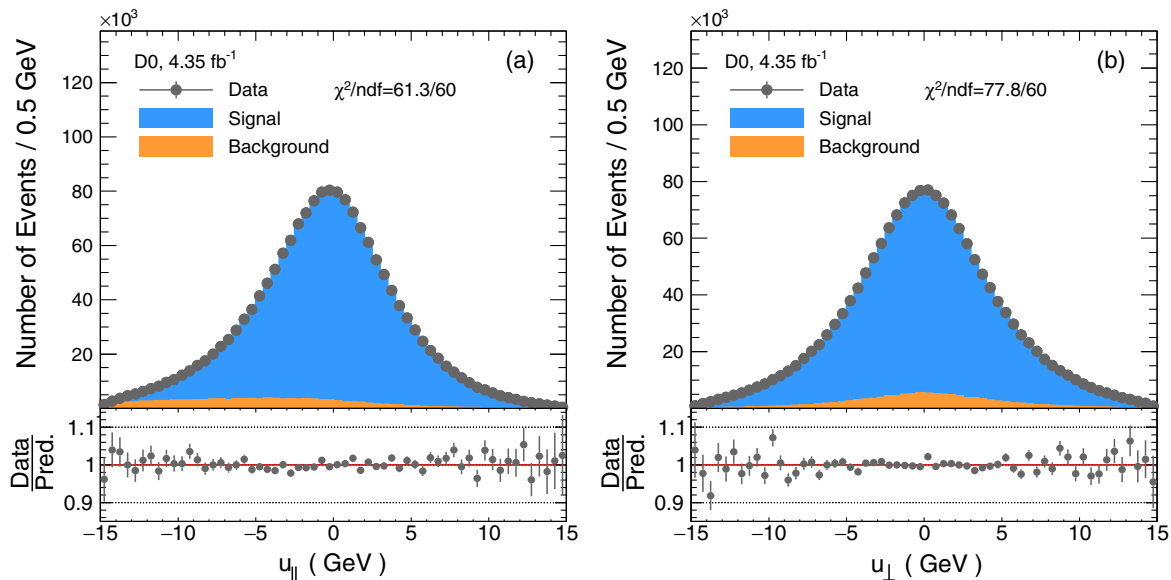 ×10³
(a)
D0, 4.35 fb⁻¹
Data
χ²/ndf=61.3/60
Signal
Background
Number of Events / 0.5 GeV
120
100
80
60
40
20
Data
Pred.
1.1
1
0.9
−15 −10 −5 0 5 10 15
u∥ ( GeV )
×10³
(b)
D0, 4.35 fb⁻¹
Data
χ²/ndf=77.8/60
Signal
Background
Number of Events / 0.5 GeV
120
100
80
60
40
20
Data
Pred.
1.1
1
0.9
−15 −10 −5 0 5 10 15
u⊥ ( GeV )